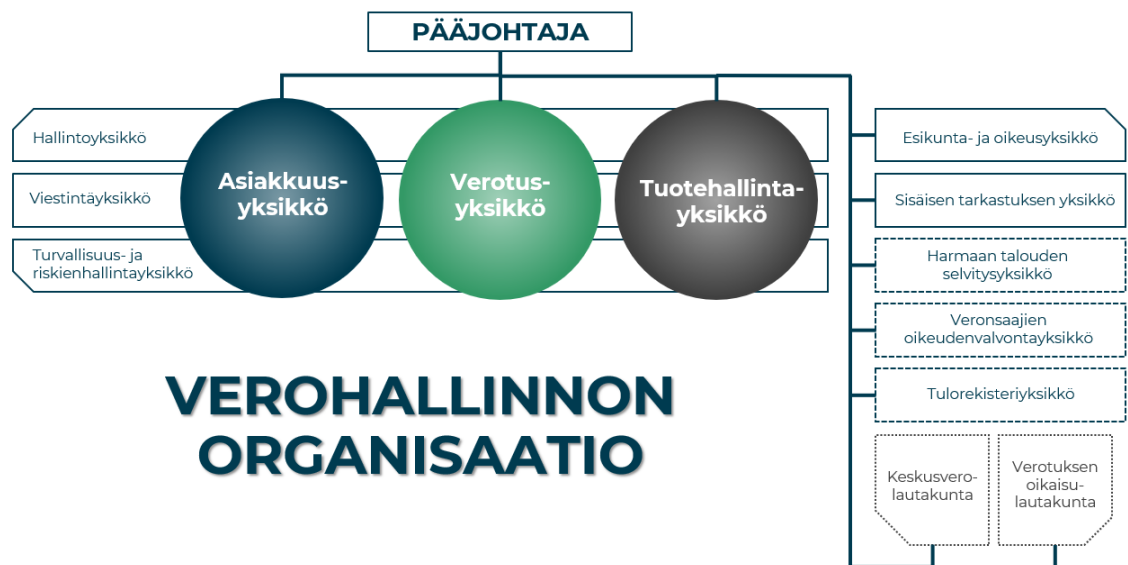 PÄÄJOHTAJA
Hallintoyksikkö
Viestintäyksikkö
Turvallisuus- ja
riskienhallintayksikkö
Asiakkuus-
yksikkö
Verotus-
yksikkö
Tuotehallinta-
yksikkö
Esikunta- ja oikeusyksikkö
Sisäisen tarkastuksen yksikkö
Harmaan talouden
selvitysyksikkö
Veronsaajien
oikeudenvalvontayksikkö
Tulorekisteriyksikkö
Keskusvero-
lautakunta
Verotuksen
oikaisu-
lautakunta
VEROHALLINNON
ORGANISAATIO